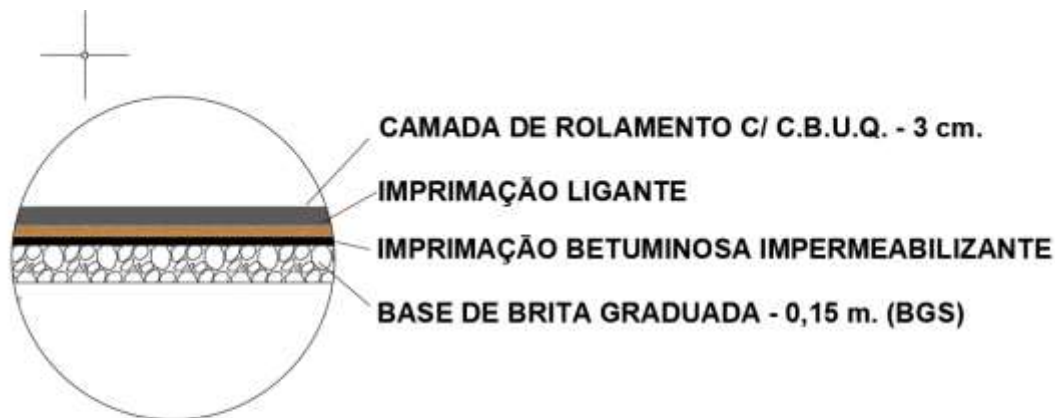 CAMADA DE ROLAMENTO C/ C.B.U.Q. - 3 cm.
IMPRIMAÇÃO LIGANTE
IMPRIMAÇÃO BETUMINOSA IMPERMEABILIZANTE
BASE DE BRITA GRADUADA - 0,15 m. (BGS)